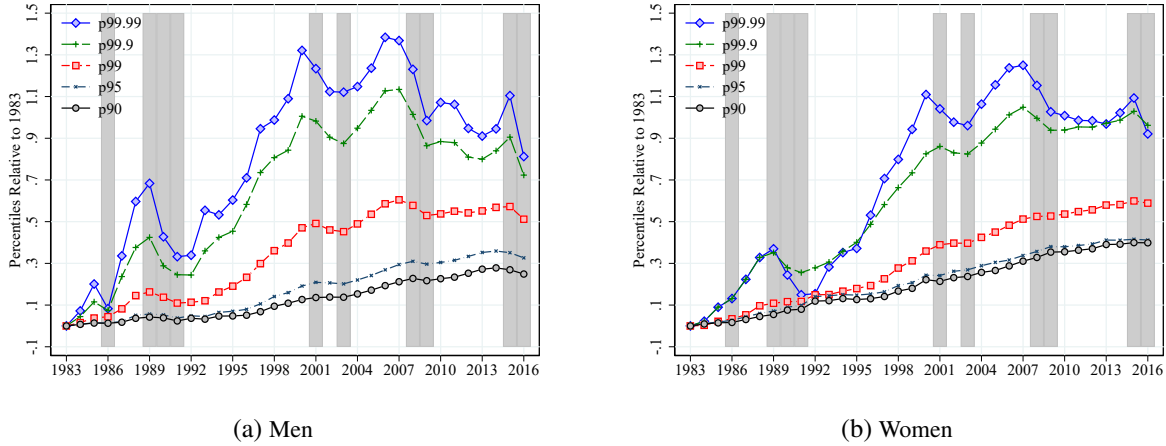 p99.99
p99.9
p99
p95
p90
Percentiles Relative to 1983
1.5
1.3
1.1
.9
.7
.5
.3
.1
-.1
1983 1986 1989 1992 1995 1998 2001 2004 2007 2010 2013 2016
(a) Men
p99.99
p99.9
p99
p95
p90
Percentiles Relative to 1983
1.5
1.3
1.1
.9
.7
.5
.3
.1
-.1
1983 1986 1989 1992 1995 1998 2001 2004 2007 2010 2013 2016
(b) Women